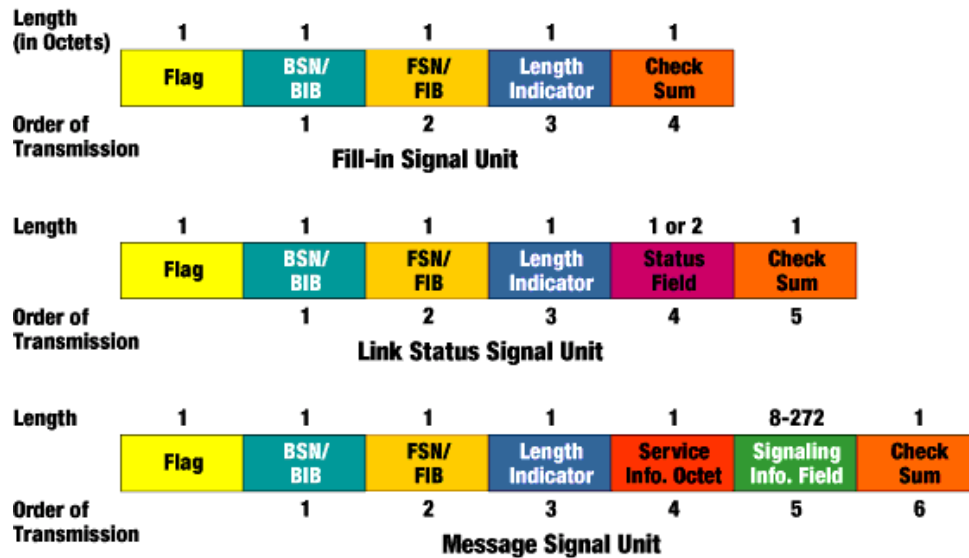 Length
(in Octets) 1 1 1 1 1
Flag BSN/ BIB FSN/ FIB Length Indicator Check Sum
Order of
Transmission 1 2 3 4
Fill-in Signal Unit
Length 1 1 1 1 1 or 2 1
Flag BSN/ BIB FSN/ FIB Length Indicator Status Field Check Sum
Order of
Transmission 1 2 3 4 5
Link Status Signal Unit
Length 1 1 1 1 1 8-272 1
Flag BSN/ BIB FSN/ FIB Length Indicator Service Info. Octet Signaling Info. Field Check Sum
Order of
Transmission 1 2 3 4 5 6
Message Signal Unit